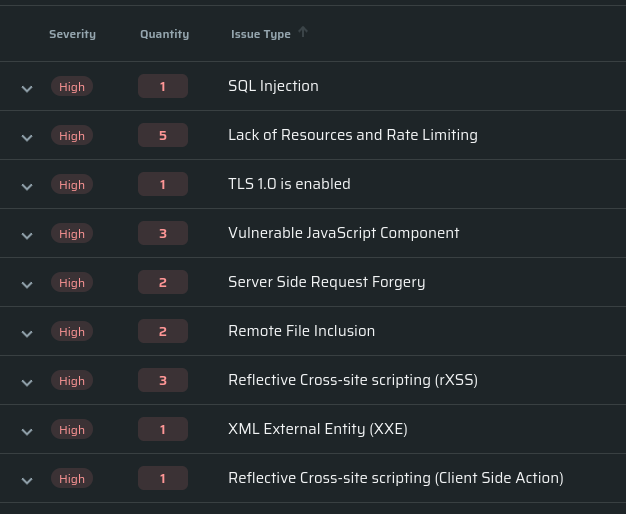 Severity Quantity Issue Type
High 1 SQL Injection
High 5 Lack of Resources and Rate Limiting
High 1 TLS 1.0 is enabled
High 3 Vulnerable JavaScript Component
High 2 Server Side Request Forgery
High 2 Remote File Inclusion
High 3 Reflective Cross-site scripting (rXSS)
High 1 XML External Entity (XXE)
High 1 Reflective Cross-site scripting (Client Side Action)